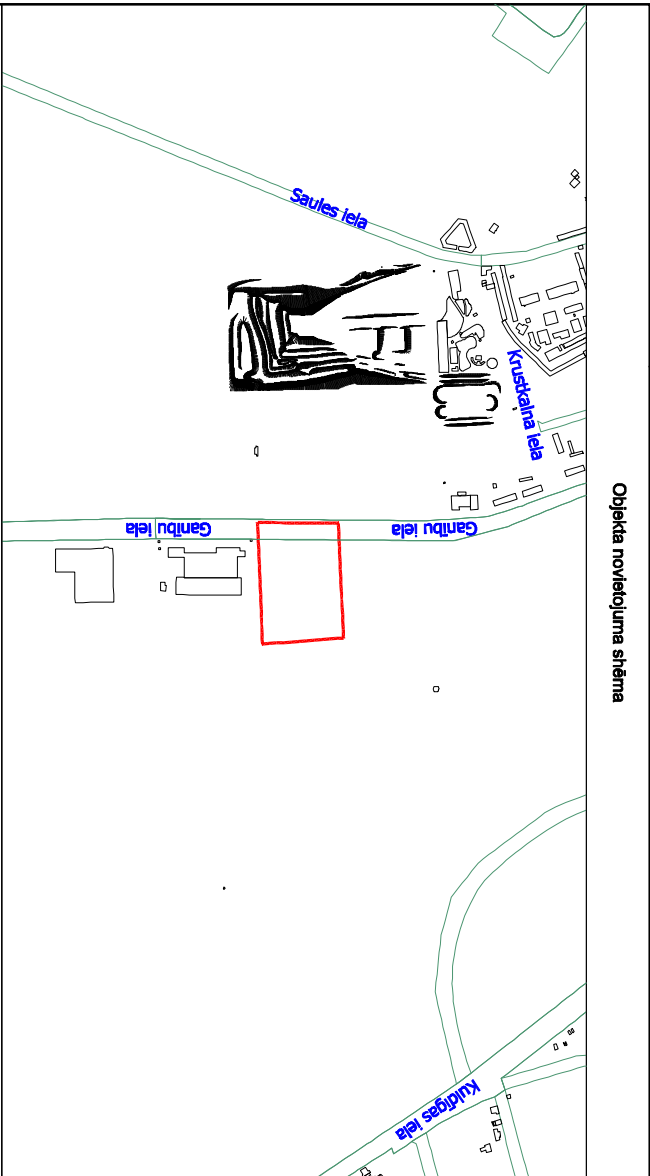 Objekta novietojuma shēma
Saules iela
Krustkalna iela
Ganību iela
Ganību iela
Kuldīgas iela